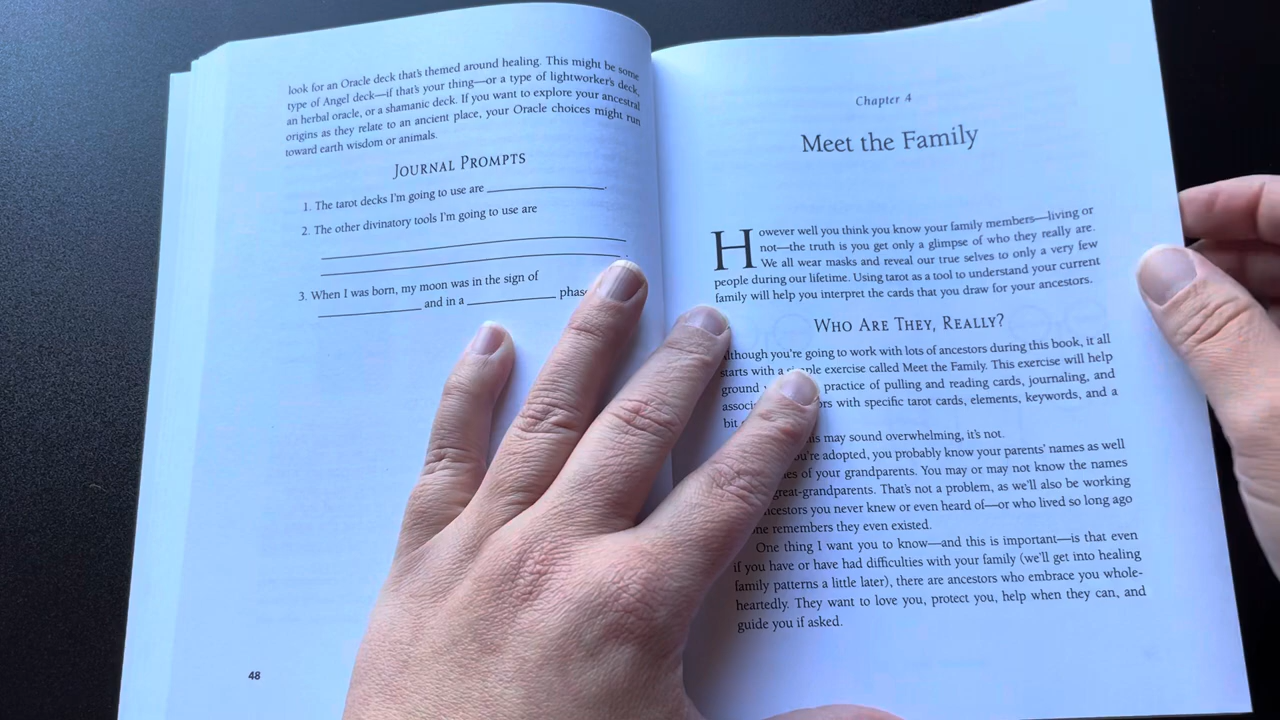 look for an Oracle deck that's themed around healing. This might be some
type of Angel deck—if that's your thing—or a type of lightworker's deck,
an herbal oracle, or a shamanic deck. If you want to explore your ancestral
origins as they relate to an ancient place, your Oracle choices might run
toward earth wisdom or animals.
Journal Prompts
1. The tarot decks I'm going to use are ____________.
2. The other divinatory tools I'm going to use are
3. When I was born, my moon was in the sign of
____________ and in a ____________ phase
48
Chapter 4
Meet the Family
However well you think you know your family members—living or
not—the truth is you get only a glimpse of who they really are.
We all wear masks and reveal our true selves to only a very few
people during our lifetime. Using tarot as a tool to understand your current
family will help you interpret the cards that you draw for your ancestors.
Who Are They, Really?
Although you're going to work with lots of ancestors during this book, it all
starts with a simple exercise called Meet the Family. This exercise will help
ground practice of pulling and reading cards, journaling, and
with specific tarot cards, elements, keywords, and a
bit
this may sound overwhelming, it's not.
you're adopted, you probably know your parents' names as well
of your grandparents. You may or may not know the names
great-grandparents. That's not a problem, as we'll also be working
ancestors you never knew or even heard of—or who lived so long ago
remembers they even existed.
One thing I want you to know—and this is important—is that even
if you have or have had difficulties with your family (we'll get into healing
family patterns a little later), there are ancestors who embrace you whole-
heartedly. They want to love you, protect you, help when they can, and
guide you if asked.